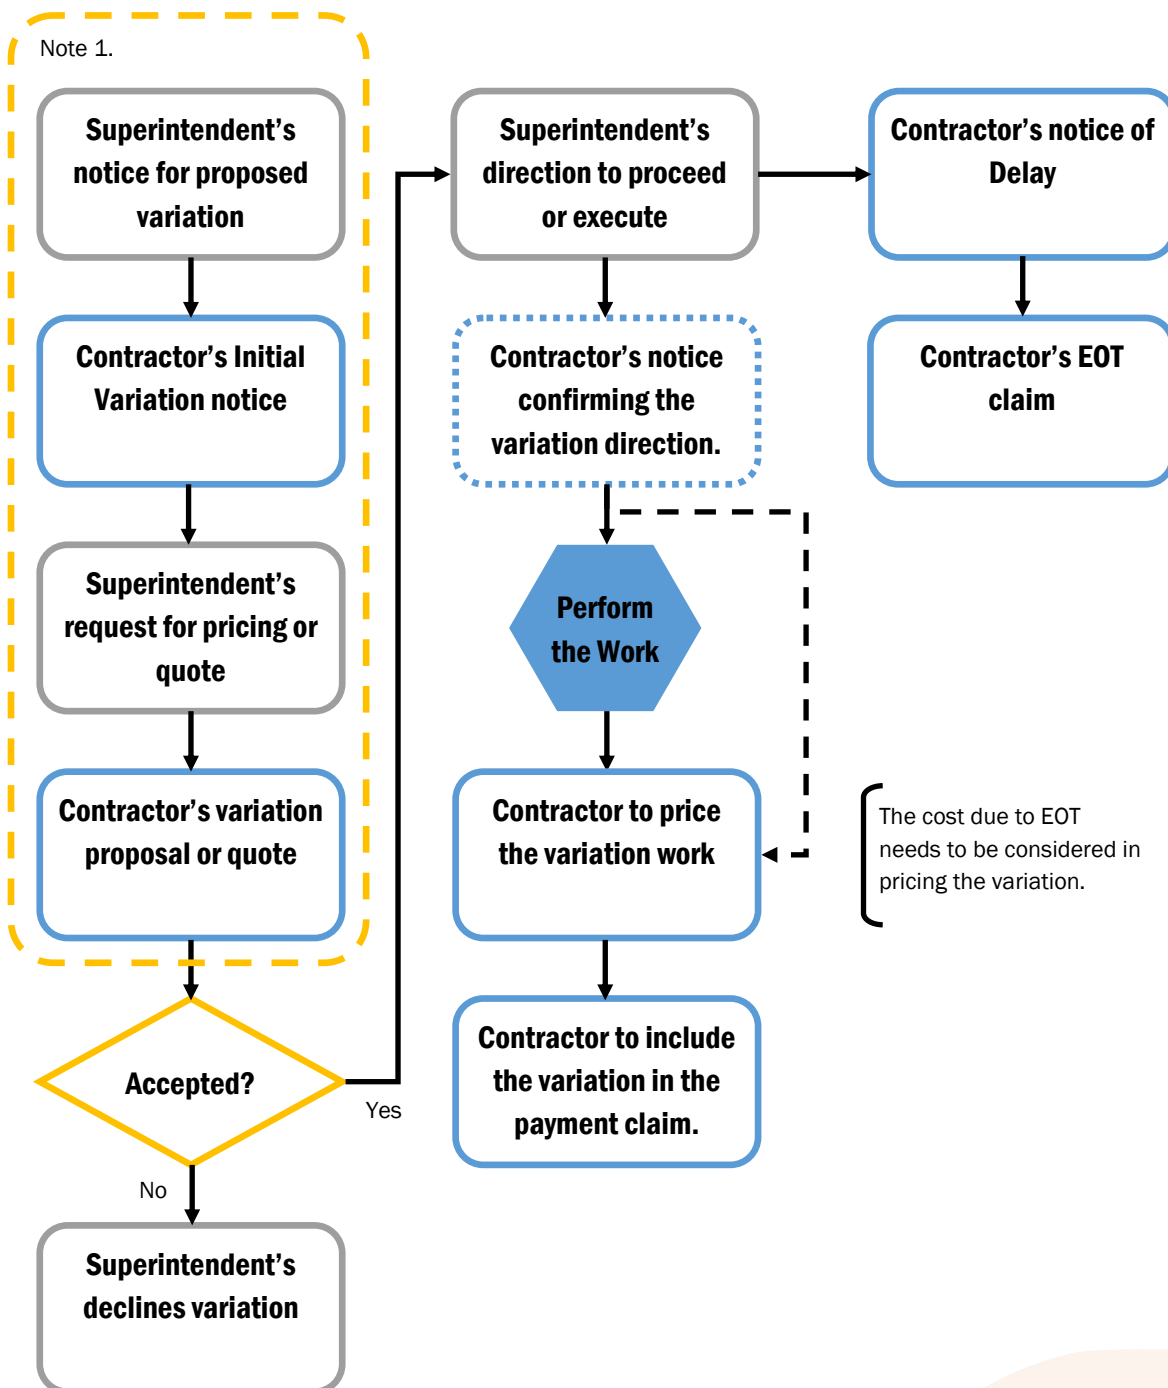 Note 1.
Superintendent’s
notice for proposed
variation
Contractor’s Initial
Variation notice
Superintendent’s
request for pricing or
quote
Contractor’s variation
proposal or quote
Accepted?
Yes
No
Superintendent’s
declines variation
Superintendent’s
direction to proceed
or execute
Contractor’s notice
confirming the
variation direction.
Perform
the Work
Contractor to price
the variation work
Contractor to include
the variation in the
payment claim.
Contractor’s notice of
Delay
Contractor’s EOT
claim
The cost due to EOT
needs to be considered in
pricing the variation.